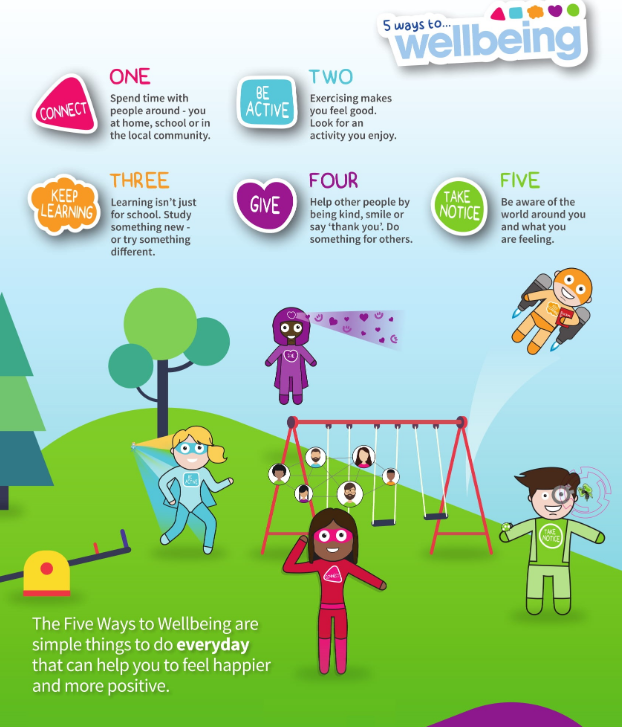 5 ways to...
wellbeing
ONE
CONNECT
Spend time with
people around - you
at home, school or in
the local community.
TWO
BE
ACTIVE
Exercising makes
you feel good.
Look for an
activity you enjoy.
THREE
KEEP
LEARNING
Learning isn't just
for school. Study
something new -
or try something
different.
FOUR
GIVE
Help other people by
being kind, smile or
say 'thank you'. Do
something for others.
FIVE
TAKE
NOTICE
Be aware of the
world around you
and what you
are feeling.
TAKE
NOTICE
CONNECT
The Five Ways to Wellbeing are
simple things to do everyday
that can help you to feel happier
and more positive.